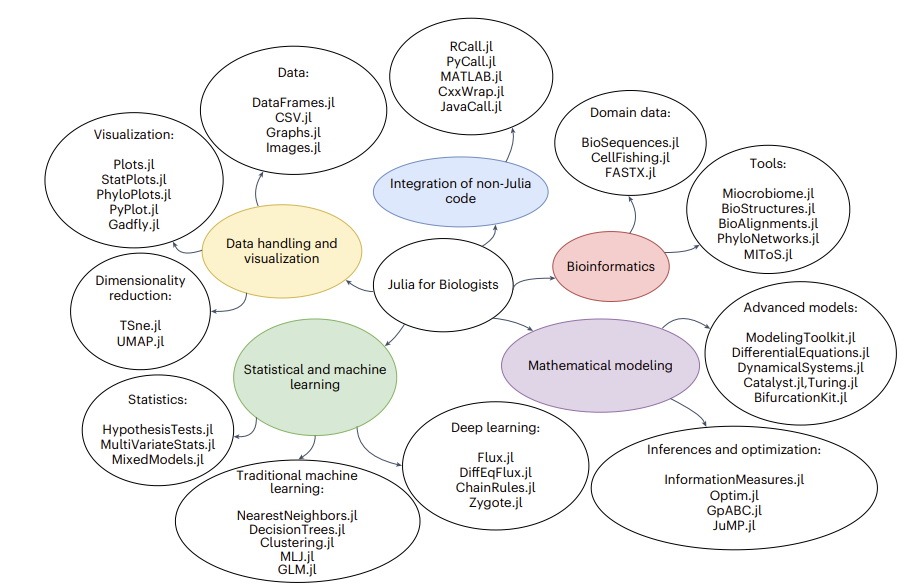 RCall.jl
PyCall.jl
MATLAB.jl
CxxWrap.jl
JavaCall.jl
Data:
DataFrames.jl
CSV.jl
Graphs.jl
Images.jl
Domain data:
BioSequences.jl
CellFishing.jl
FASTX.jl
Visualization:
Plots.jl
StatPlots.jl
PhyloPlots.jl
PyPlot.jl
Gadfly.jl
Integration of non-Julia
code
Tools:
Miocrobiome.jl
BioStructures.jl
BioAlignments.jl
PhyloNetworks.jl
MIToS.jl
Data handling and
visualization
Julia for Biologists
Bioinformatics
Dimensionality
reduction:
TSne.jl
UMAP.jl
Advanced models:
ModelingToolkit.jl
DifferentialEquations.jl
DynamicalSystems.jl
Catalyst.jl,Turing.jl
BifurcationKit.jl
Statistical and machine
learning
Mathematical modeling
Statistics:
HypothesisTests.jl
MultiVariateStats.jl
MixedModels.jl
Deep learning:
Flux.jl
DiffEqFlux.jl
ChainRules.jl
Zygote.jl
Inferences and optimization:
InformationMeasures.jl
Optim.jl
GpABC.jl
JuMP.jl
Traditional machine
learning:
NearestNeighbors.jl
DecisionTrees.jl
Clustering.jl
MLJ.jl
GLM.jl